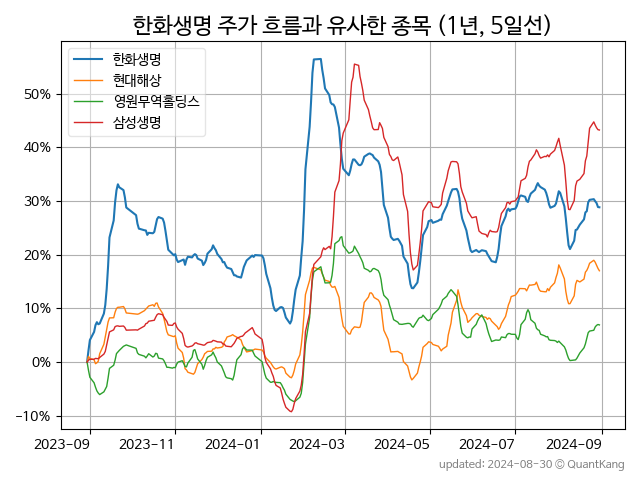 한화생명 주가 흐름과 유사한 종목 (1년, 5일선)
한화생명
현대해상
영원무역홀딩스
삼성생명
50%
40%
30%
20%
10%
0%
−10%
2023-09 2023-11 2024-01 2024-03 2024-05 2024-07 2024-09
updated: 2024-08-30 © QuantKang